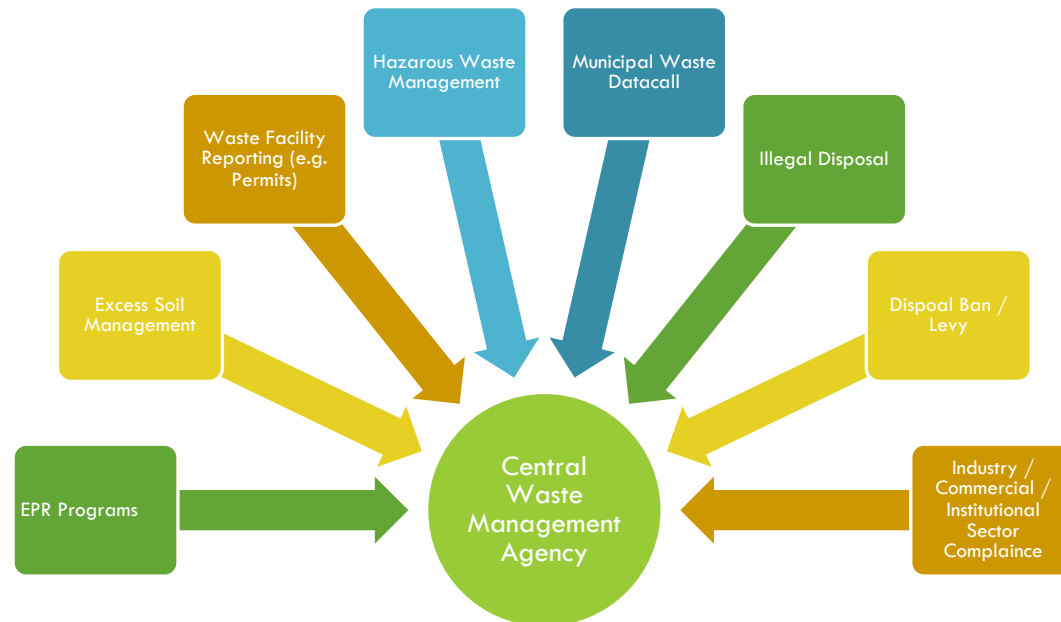 Hazarous Waste
Management
Municipal Waste
Datacall
Waste Facility
Reporting (e.g.
Permits)
Illegal Disposal
Excess Soil
Management
Dispoal Ban /
Levy
EPR Programs
Central
Waste
Management
Agency
Industry /
Commercial /
Institutional
Sector
Complaince